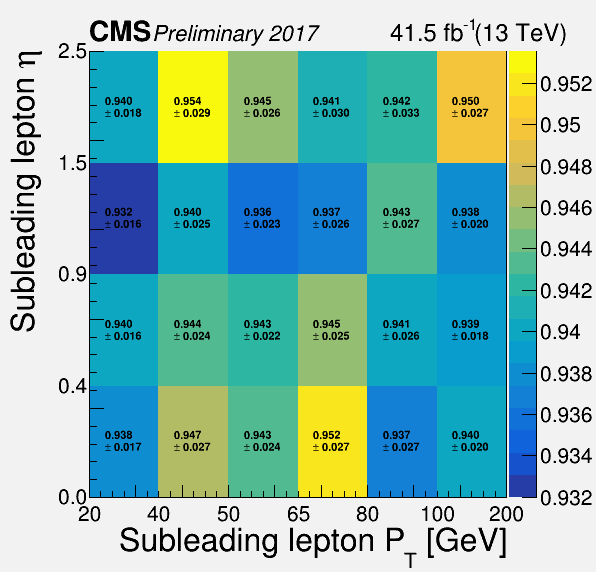 CMS Preliminary 2017 41.5 fb⁻¹(13 TeV)
Subleading lepton η
2.5
1.5
0.9
0.4
0.0
0.940 0.954 0.945 0.941 0.942 0.950
± 0.018 ± 0.029 ± 0.026 ± 0.030 ± 0.033 ± 0.027
0.932 0.940 0.936 0.937 0.943 0.938
± 0.016 ± 0.025 ± 0.023 ± 0.026 ± 0.027 ± 0.020
0.940 0.944 0.943 0.945 0.941 0.939
± 0.016 ± 0.024 ± 0.022 ± 0.025 ± 0.026 ± 0.018
0.938 0.947 0.943 0.952 0.937 0.940
± 0.017 ± 0.027 ± 0.024 ± 0.027 ± 0.027 ± 0.020
20 40 50 65 80 100 200
Subleading lepton P_T [GeV]
0.952
0.95
0.948
0.946
0.944
0.942
0.94
0.938
0.936
0.934
0.932